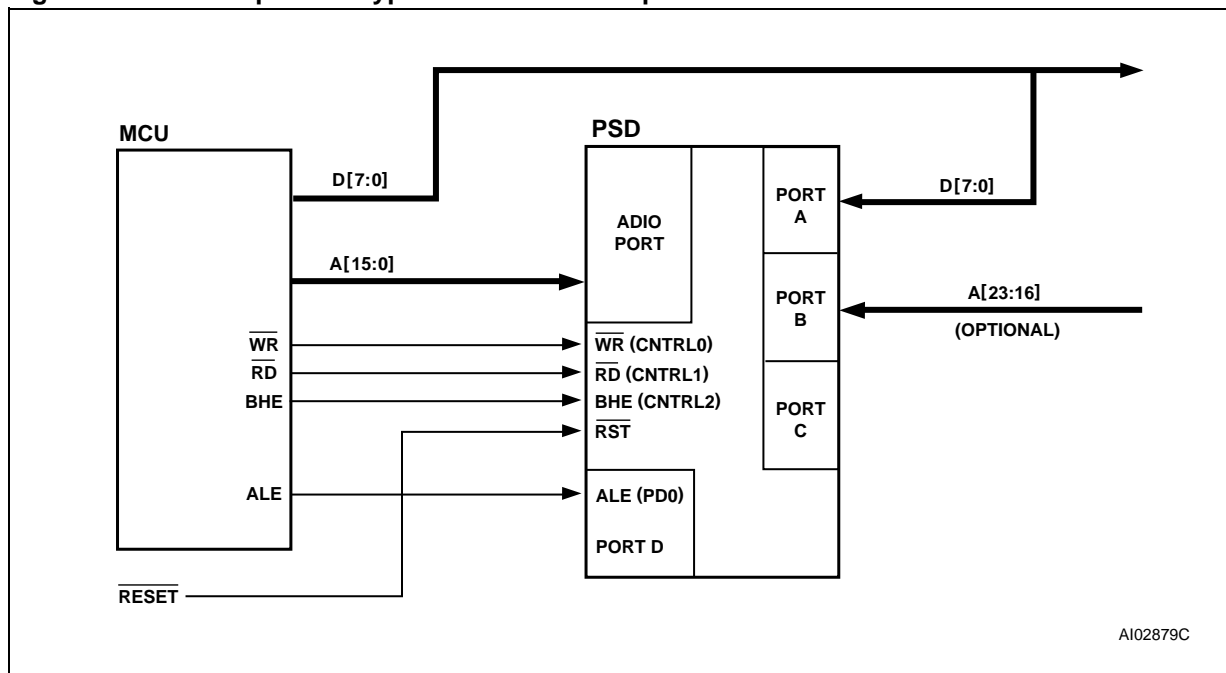 MCU
PSD
D[7:0]
A[15:0]
WR
RD
BHE
ALE
RESET
ADIO
PORT
WR (CNTRL0)
RD (CNTRL1)
BHE (CNTRL2)
RST
ALE (PD0)
PORT D
PORT
A
PORT
B
PORT
C
D[7:0]
A[23:16]
(OPTIONAL)
AI02879C